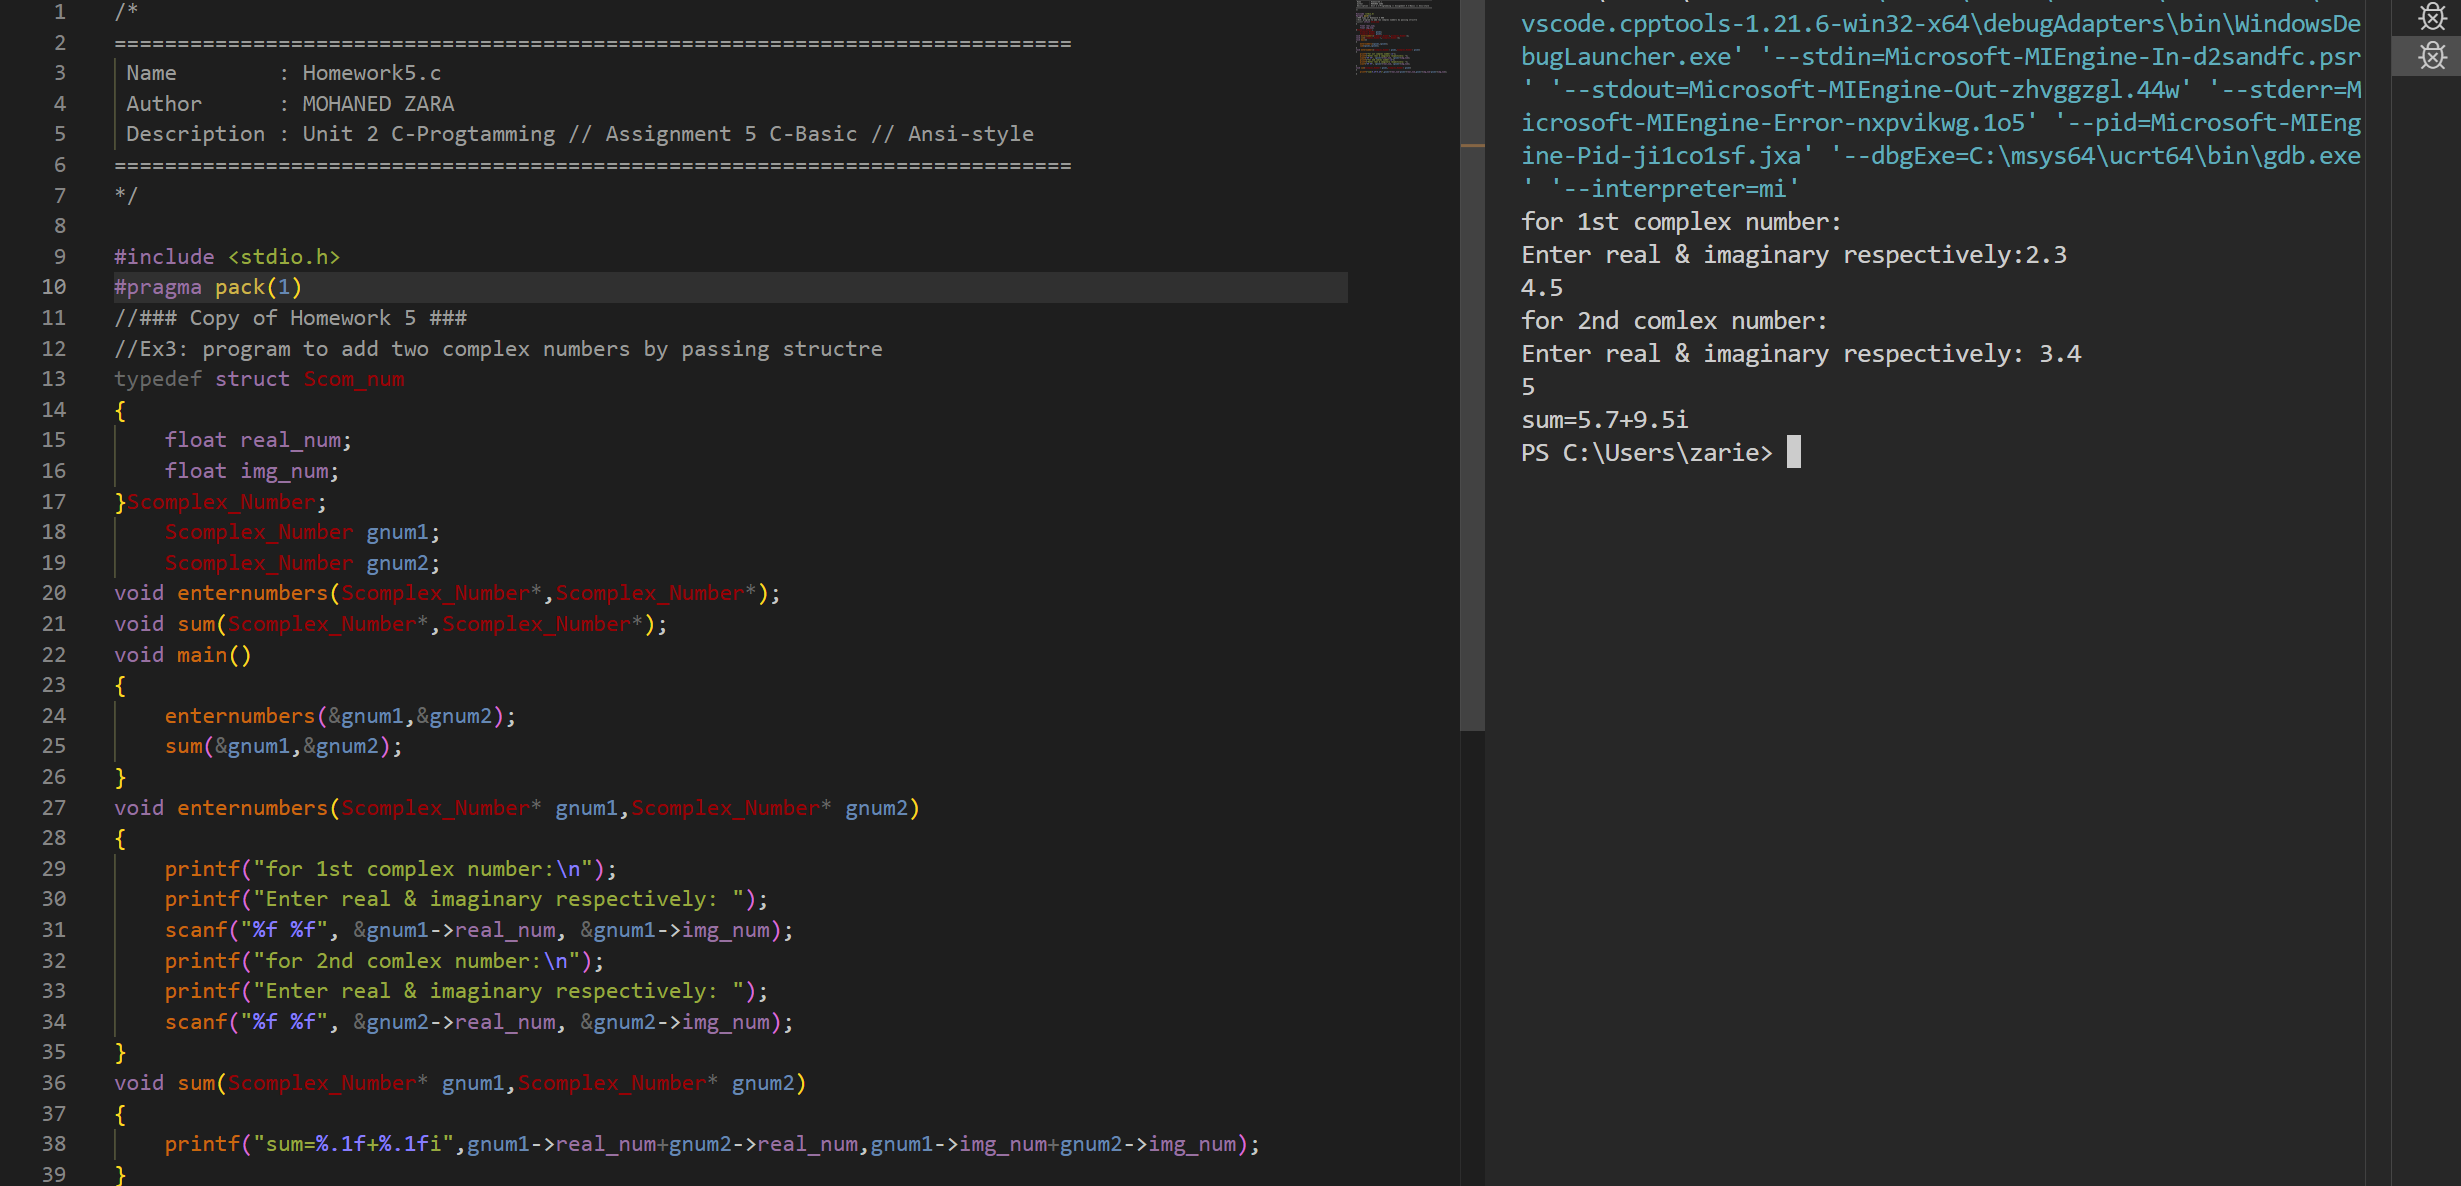 1 /*
2 ============================================================================
3 Name        : Homework5.c
4 Author      : MOHANED ZARA
5 Description : Unit 2 C-Progtamming // Assignment 5 C-Basic // Ansi-style
6 ============================================================================
7 */
8
9 #include <stdio.h>
10 #pragma pack(1)
11 //### Copy of Homework 5 ###
12 //Ex3: program to add two complex numbers by passing structre
13 typedef struct Scom_num
14 {
15     float real_num;
16     float img_num;
17 }Scomplex_Number;
18     Scomplex_Number gnum1;
19     Scomplex_Number gnum2;
20 void enternumbers(Scomplex_Number*,Scomplex_Number*);
21 void sum(Scomplex_Number*,Scomplex_Number*);
22 void main()
23 {
24     enternumbers(&gnum1,&gnum2);
25     sum(&gnum1,&gnum2);
26 }
27 void enternumbers(Scomplex_Number* gnum1,Scomplex_Number* gnum2)
28 {
29     printf("for 1st complex number:\n");
30     printf("Enter real & imaginary respectively: ");
31     scanf("%f %f", &gnum1->real_num, &gnum1->img_num);
32     printf("for 2nd comlex number:\n");
33     printf("Enter real & imaginary respectively: ");
34     scanf("%f %f", &gnum2->real_num, &gnum2->img_num);
35 }
36 void sum(Scomplex_Number* gnum1,Scomplex_Number* gnum2)
37 {
38     printf("sum=%.1f+%.1fi",gnum1->real_num+gnum2->real_num,gnum1->img_num+gnum2->img_num);
39 }
vscode.cpptools-1.21.6-win32-x64\debugAdapters\bin\WindowsDe
bugLauncher.exe' '--stdin=Microsoft-MIEngine-In-d2sandfc.psr
' '--stdout=Microsoft-MIEngine-Out-zhvggzgl.44w' '--stderr=M
icrosoft-MIEngine-Error-nxpvikwg.1o5' '--pid=Microsoft-MIEng
ine-Pid-ji1co1sf.jxa' '--dbgExe=C:\msys64\ucrt64\bin\gdb.exe
' '--interpreter=mi'
for 1st complex number:
Enter real & imaginary respectively:2.3
4.5
for 2nd comlex number:
Enter real & imaginary respectively: 3.4
5
sum=5.7+9.5i
PS C:\Users\zarie>